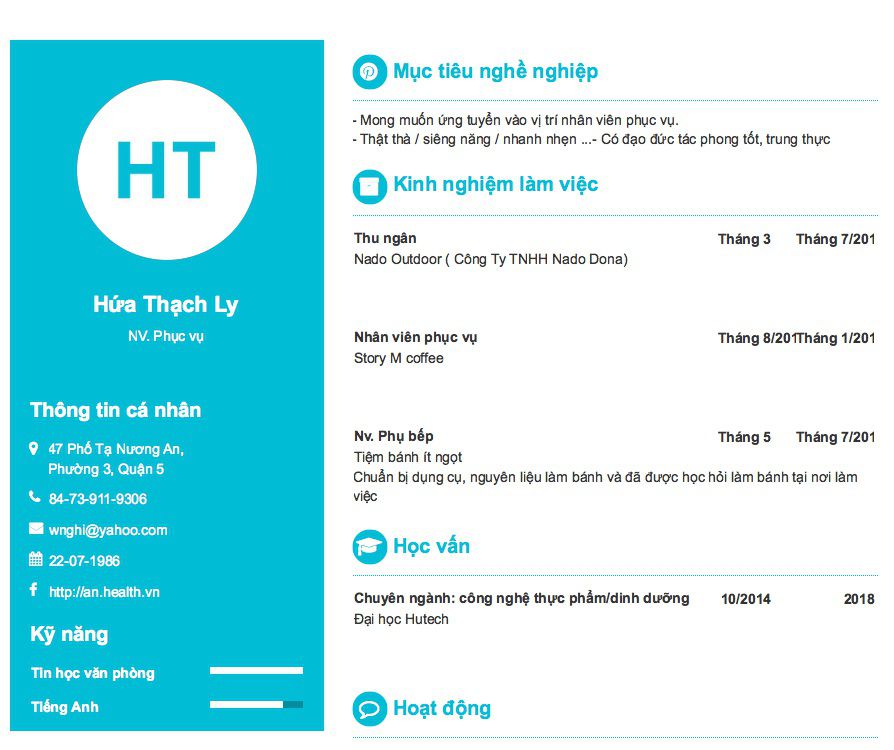 HT
Hứa Thạch Ly
NV. Phục vụ
Thông tin cá nhân
47 Phố Tạ Nương An,
Phường 3, Quận 5
84-73-911-9306
wnghi@yahoo.com
22-07-1986
http://an.health.vn
Kỹ năng
Tin học văn phòng
Tiếng Anh
Mục tiêu nghề nghiệp
- Mong muốn ứng tuyển vào vị trí nhân viên phục vụ.
- Thật thà / siêng năng / nhanh nhẹn ...- Có đạo đức tác phong tốt, trung thực
Kinh nghiệm làm việc
Thu ngân Tháng 3 Tháng 7/201
Nado Outdoor ( Công Ty TNHH Nado Dona)
Nhân viên phục vụ Tháng 8/201 Tháng 1/201
Story M coffee
Nv. Phụ bếp Tháng 5 Tháng 7/201
Tiệm bánh ít ngọt
Chuẩn bị dụng cụ, nguyên liệu làm bánh và đã được học hỏi làm bánh tại nơi làm
việc
Học vấn
Chuyên ngành: công nghệ thực phẩm/dinh dưỡng 10/2014 2018
Đại học Hutech
Hoạt động